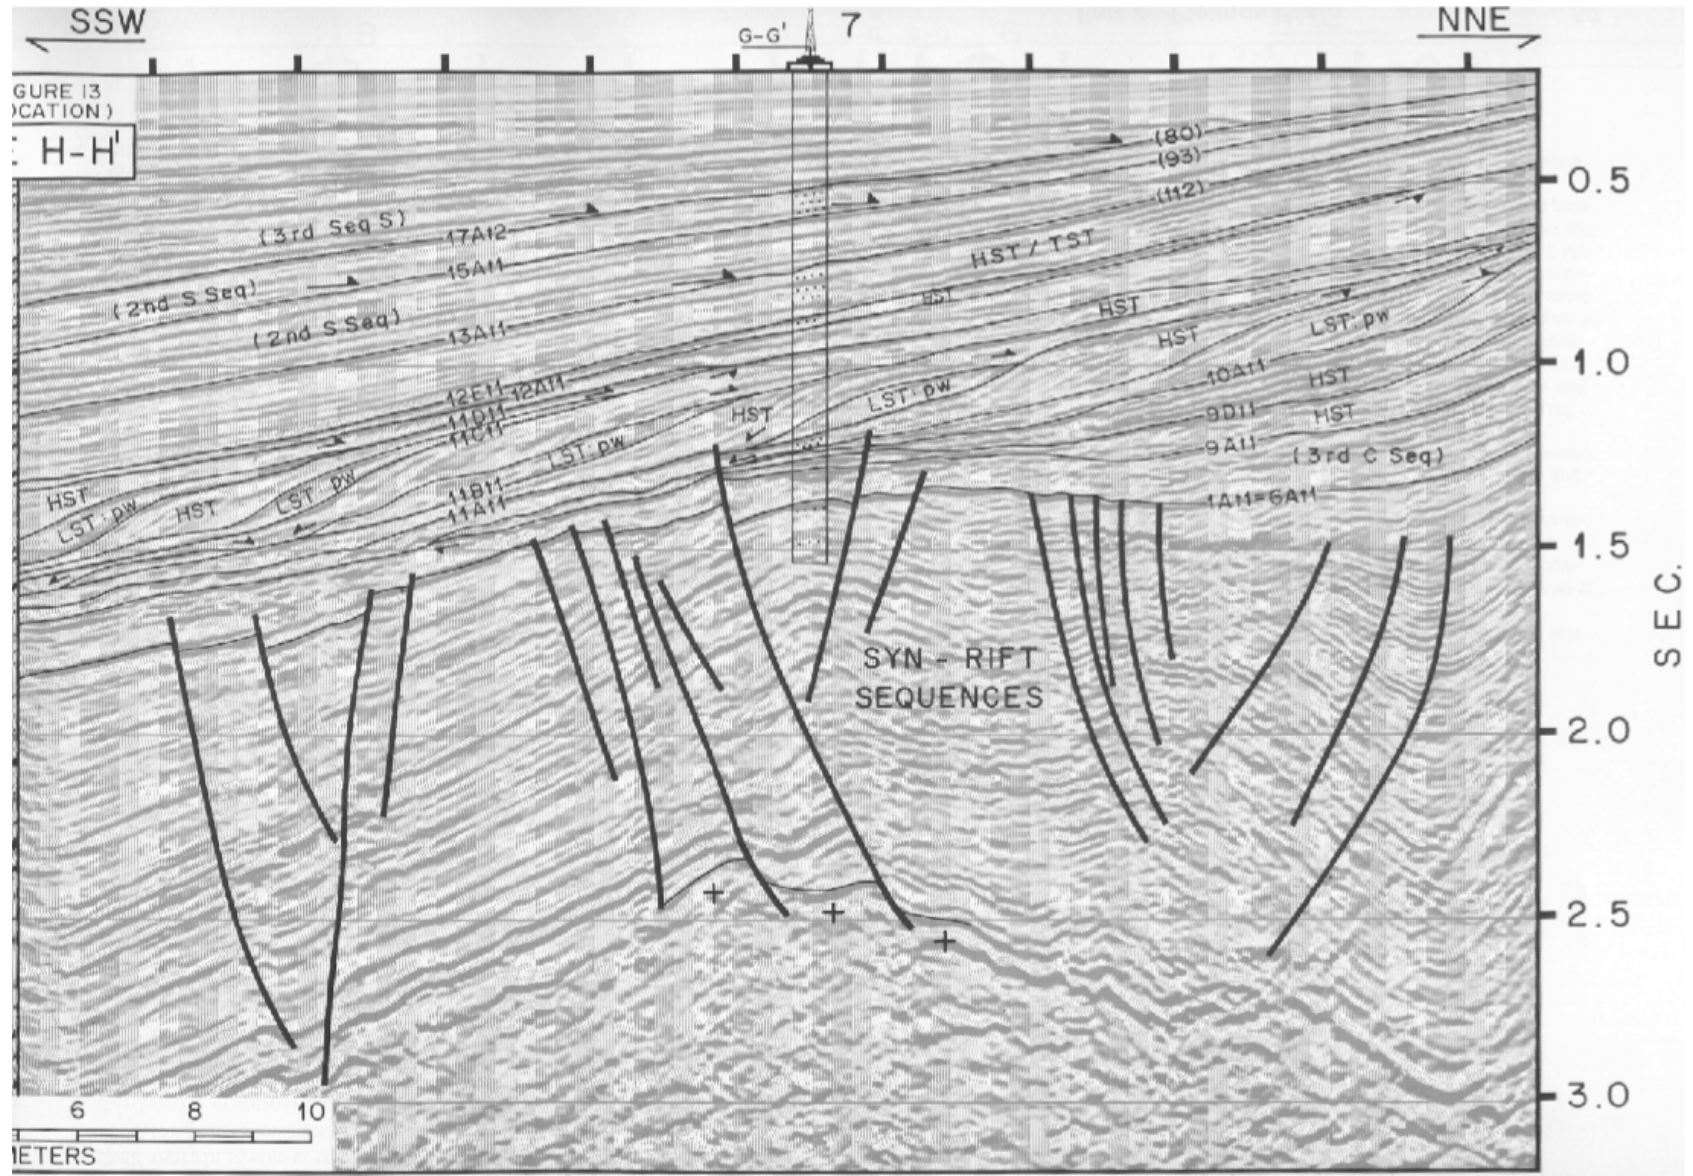 SSW
G-G' 7
NNE
GURE 13
OCATION)
E H-H'
(80)
(93)
(112)
0.5
(3rd Seq S)
17At2
HST / TST
15At1
(2nd S Seq)
HST
HST
(2nd S Seq)
13At1
HST
LST: pw
1.0
12E11 12A11
10A11
HST
11D11
11C11
HST
LST: pw
9D11
HST
LST: pw
9A11
(3rd C Seq)
HST
LST: pw
HST
LST: pw
11B11
11A11
1A11=6A11
1.5
SEC.
SYN - RIFT
SEQUENCES
2.0
+
+
+
2.5
3.0
6 8 10
METERS